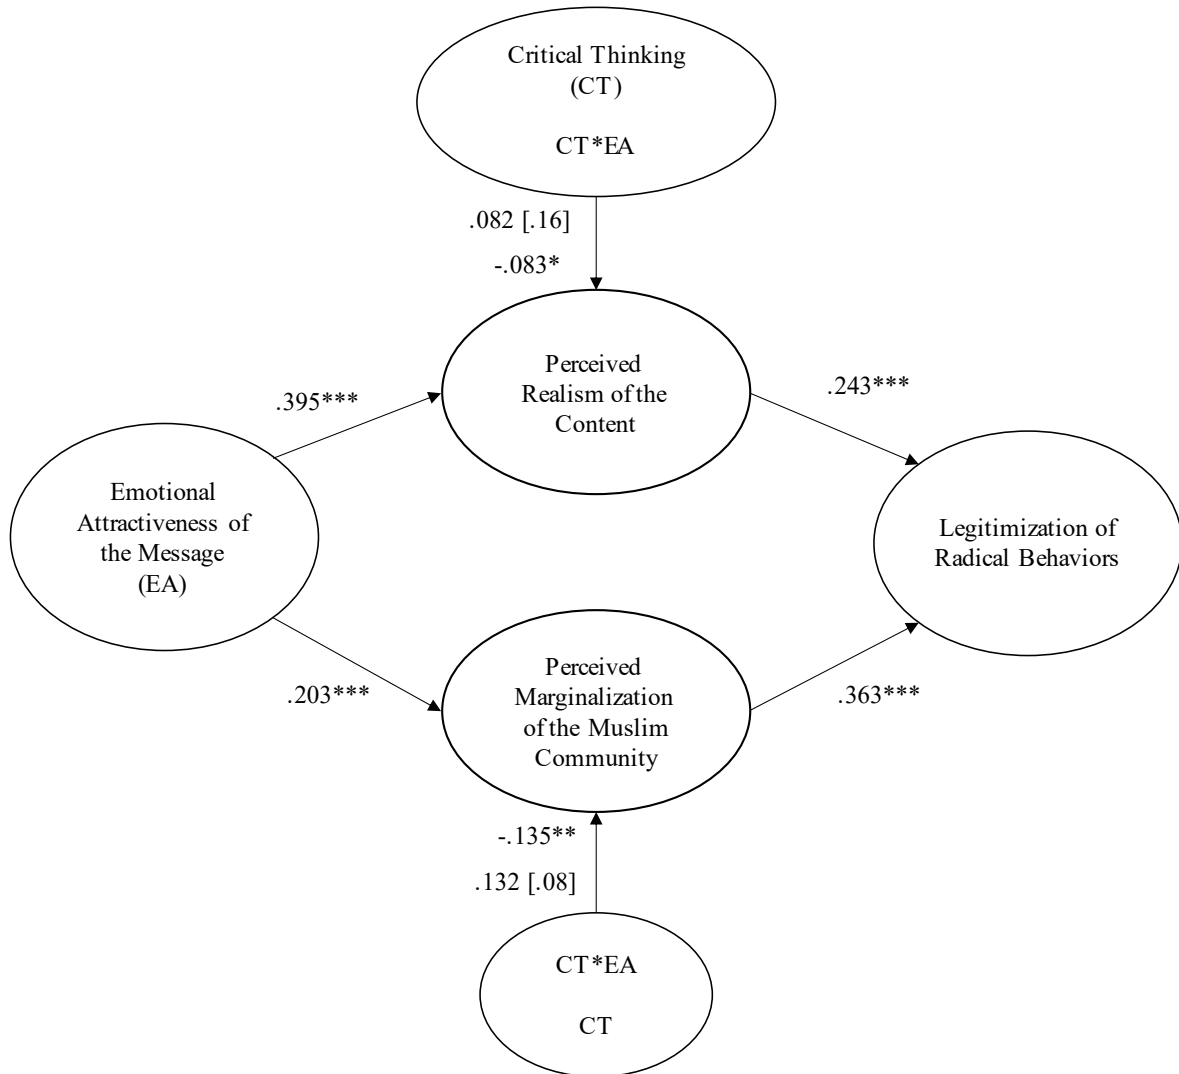 Critical Thinking
(CT)
CT*EA
.082 [.16]
-.083*
Perceived
Realism of the
Content
.395***
.243***
Emotional
Attractiveness of
the Message
(EA)
Legitimization of
Radical Behaviors
Perceived
Marginalization
of the Muslim
Community
.203***
.363***
-.135**
.132 [.08]
CT*EA
CT